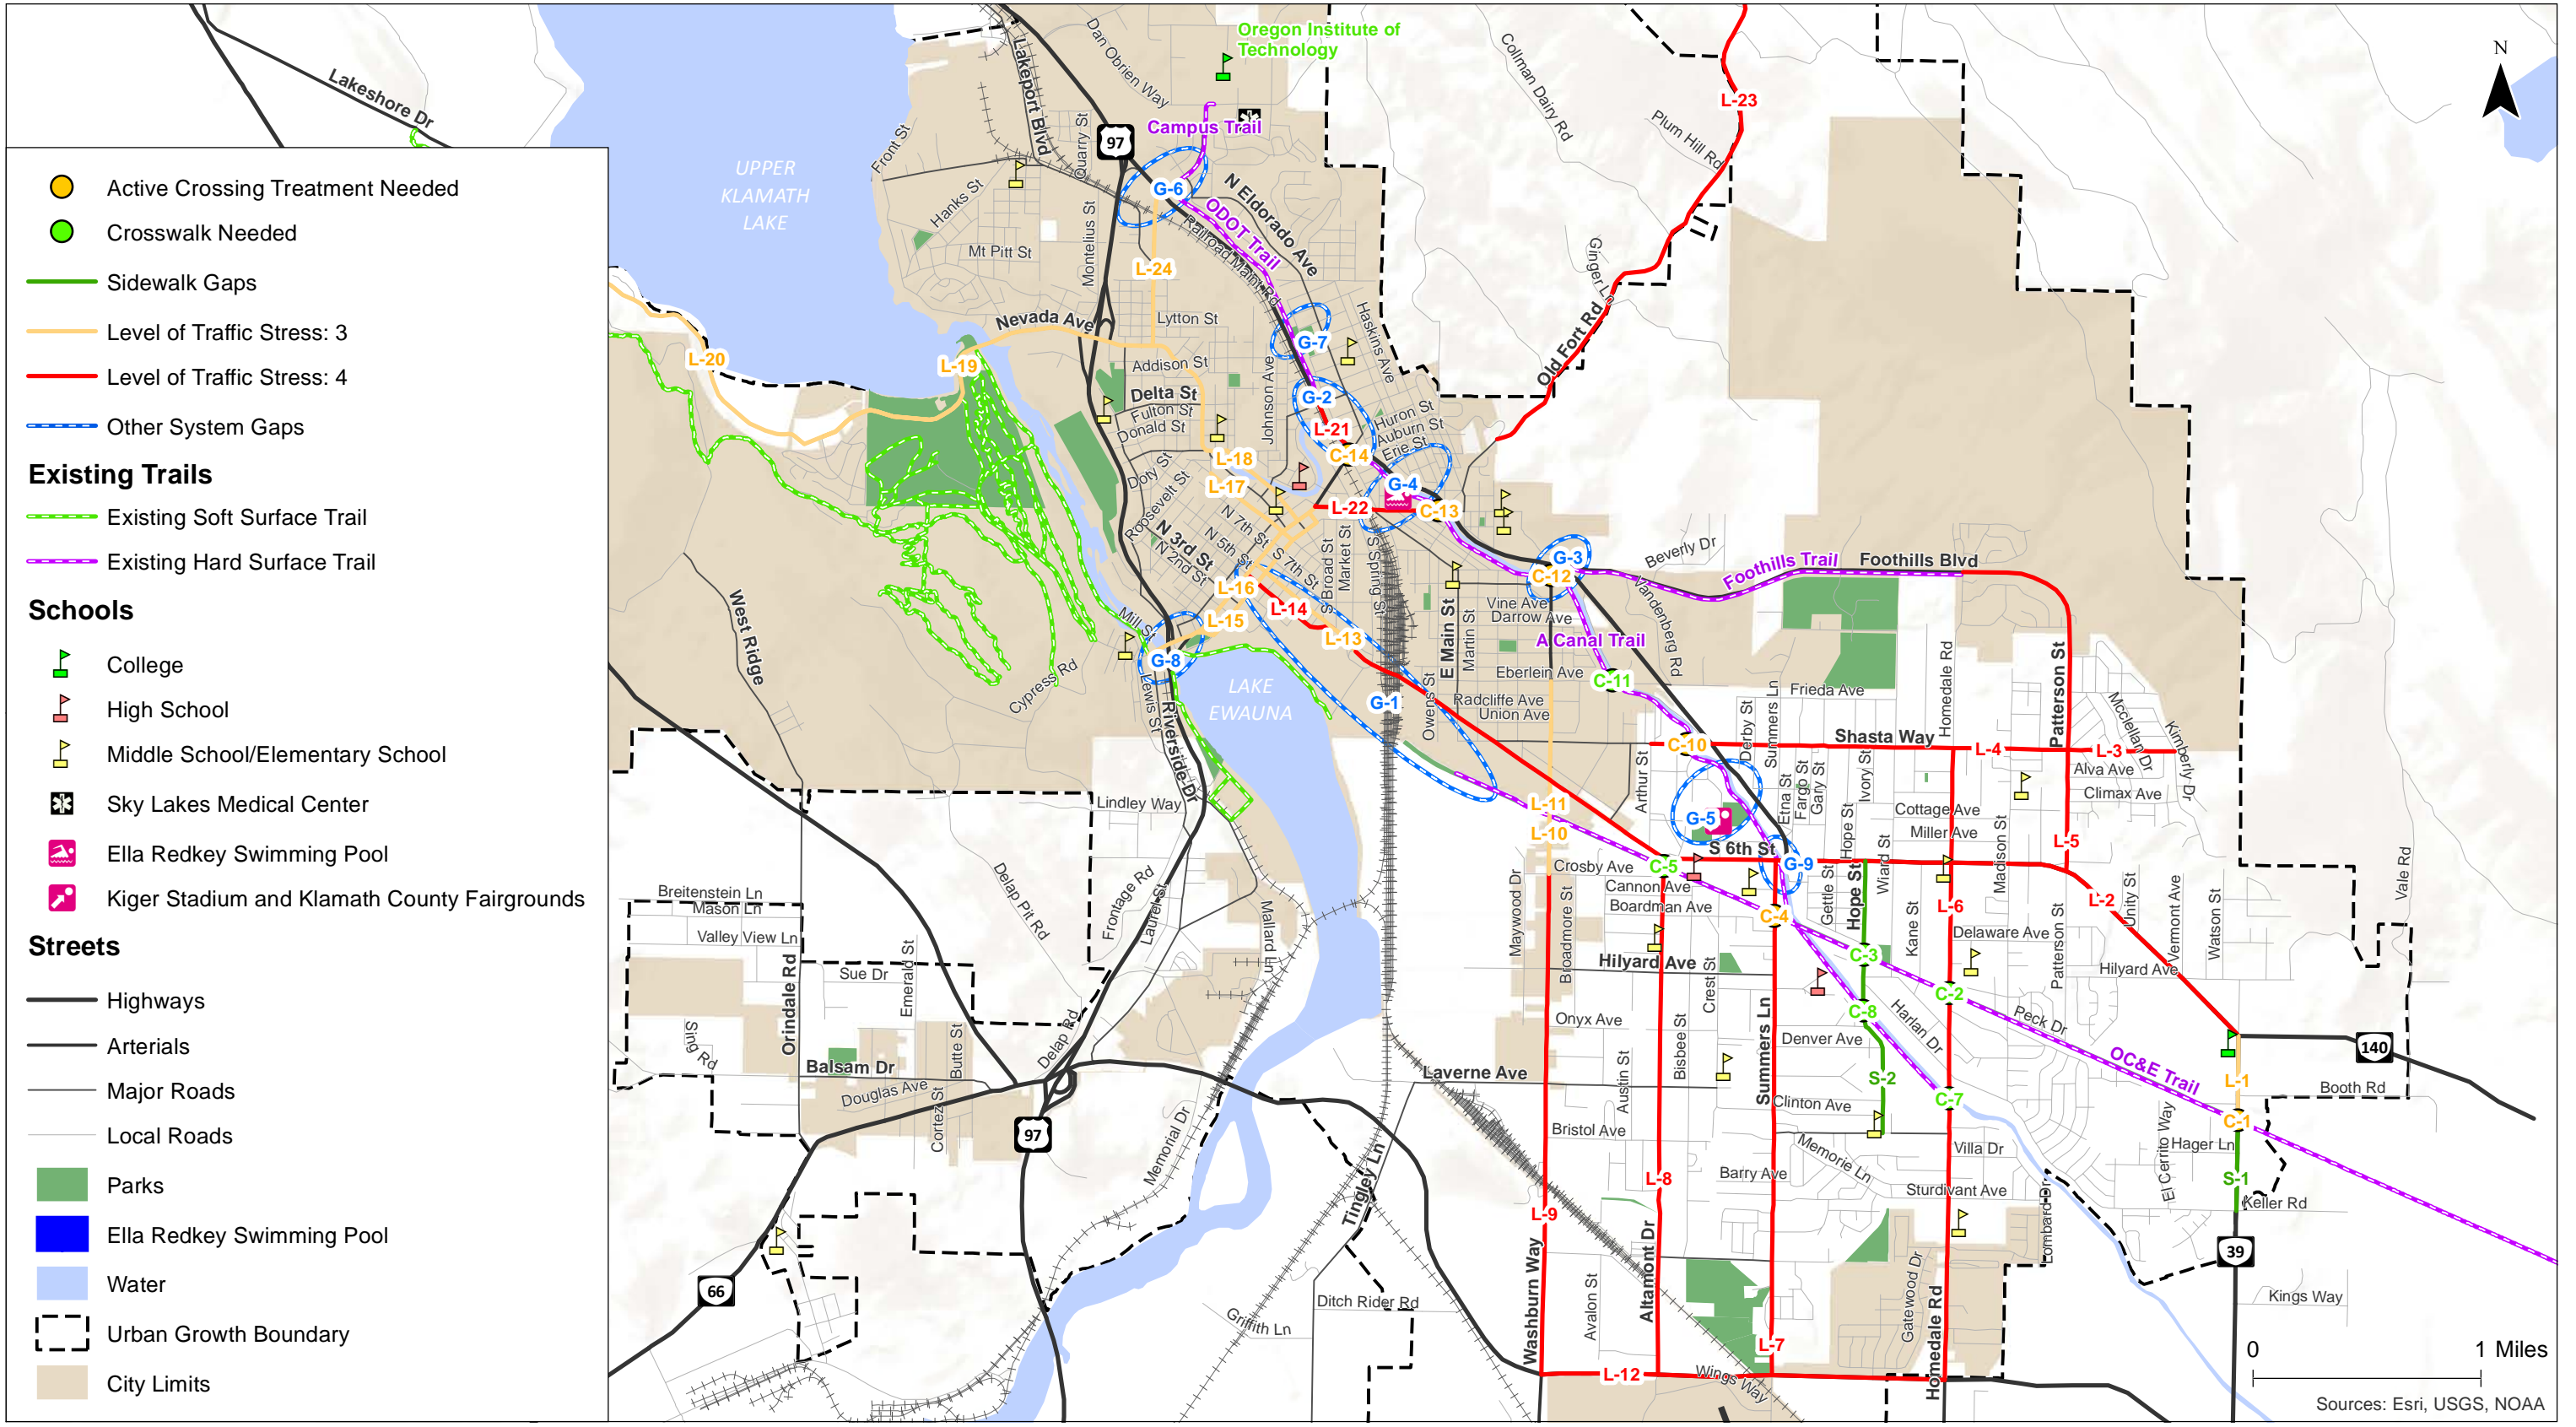 Active Crossing Treatment Needed
Crosswalk Needed
Sidewalk Gaps
Level of Traffic Stress: 3
Level of Traffic Stress: 4
Other System Gaps
Existing Trails
Existing Soft Surface Trail
Existing Hard Surface Trail
Schools
College
High School
Middle School/Elementary School
Sky Lakes Medical Center
Ella Redkey Swimming Pool
Kiger Stadium and Klamath County Fairgrounds
Streets
Highways
Arterials
Major Roads
Local Roads
Parks
Ella Redkey Swimming Pool
Water
Urban Growth Boundary
City Limits
Lakeshore Dr
UPPER
KLAMATH
LAKE
Front St
Lakeport Blvd
Dan Obrien Way
Quarry St
97
Oregon Institute of
Technology
Campus Trail
G-6
Hanks St
Mt Pitt St
Montelius St
L-24
N Eldorado Ave
ODOT Trail
Railroad Maint Rd
Colman Dairy Rd
Plum Hill Rd
L-23
Ginger Ln
Old Fort Rd
N
Nevada Ave
Lytton St
L-20
L-19
Addison St
Delta St
Fulton St
Donald St
Johnson Ave
Haskins Ave
G-7
G-2
L-21
Huron St
Auburn St
Erie St
C-14
L-18
L-17
Doty St
Roosevelt St
G-4
L-22
C-13
N 7th St
N 5th St
N 3rd St
N 2nd St
S 7th St
S Broad St
Market St
S Spring St
L-16
L-14
L-15
L-13
Mill St
G-8
LAKE
EWAUNA
G-1
West Ridge
Cypress Rd
Lewis St
Riverside Dr
E Main St
Martin St
Vine Ave
Darrow Ave
G-3
C-12
Beverly Dr
Vandenberg Rd
Foothills Trail
Foothills Blvd
A Canal Trail
Eberlein Ave
C-11
Owens St
Radcliffe Ave
Union Ave
Frieda Ave
Homedale Rd
Patterson St
Mcclellan Dr
Kimberly Dr
C-10
Derby St
Summers Ln
Shasta Way
L-4
L-3
Alva Ave
Climax Ave
Arthur St
Etna St
Fargo St
Gary St
Ivory St
Cottage Ave
Miller Ave
Hope St
Wiard St
Madison St
L-5
L-11
L-10
G-5
S 6th St
G-9
C-5
Crosby Ave
Cannon Ave
Boardman Ave
C-4
Gettle St
Hope St
Kane St
L-6
L-2
Delaware Ave
Patterson St
Unity St
Vermont Ave
Watson St
Vale Rd
Lindley Way
Delap Pit Rd
Frontage Rd
Laurel St
Mallard Ln
Breitenstein Ln
Mason Ln
Valley View Ln
Sue Dr
Emerald St
Orindale Rd
Sing Rd
Balsam Dr
Douglas Ave
Butte St
Cortez St
Delap Rd
97
Memorial Dr
66
Maywood Dr
Broadmore St
Hilyard Ave
Crest St
C-3
Hilyard Ave
C-2
C-8
Harlan Dr
Peck Dr
OC&E Trail
Onyx Ave
Bisbee St
Austin St
Summers Ln
Denver Ave
S-2
C-7
Laverne Ave
Clinton Ave
Bristol Ave
Memorie Ln
Villa Dr
Barry Ave
Sturdivant Ave
140
L-1
Booth Rd
C-1
El Cerrito Way
Hager Ln
S-1
Keller Rd
39
Kings Way
Lombard Dr
L-8
L-9
Tingley Ln
Ditch Rider Rd
Griffith Ln
Washburn Way
Avalon St
Altamont Dr
L-7
L-12
Wings Way
Gatewood Dr
Homedale Rd
0 1 Miles
Sources: Esri, USGS, NOAA